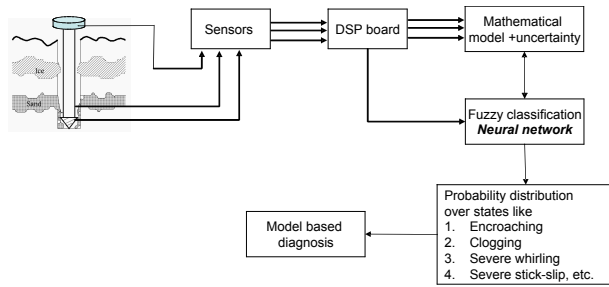 Ice
Sand
Sensors
DSP board
Mathematical
model +uncertainty
Fuzzy classification
Neural network
Probability distribution
over states like
1. Encroaching
2. Clogging
3. Severe whirling
4. Severe stick-slip, etc.
Model based
diagnosis